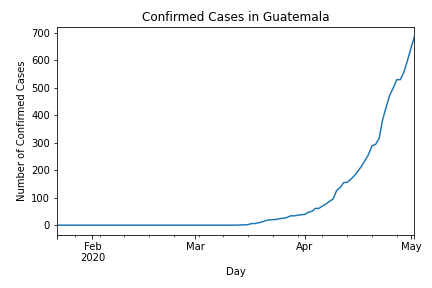 Confirmed Cases in Guatemala
700
600
500
400
300
200
100
0
Number of Confirmed Cases
Feb
2020
Mar
Apr
May
Day